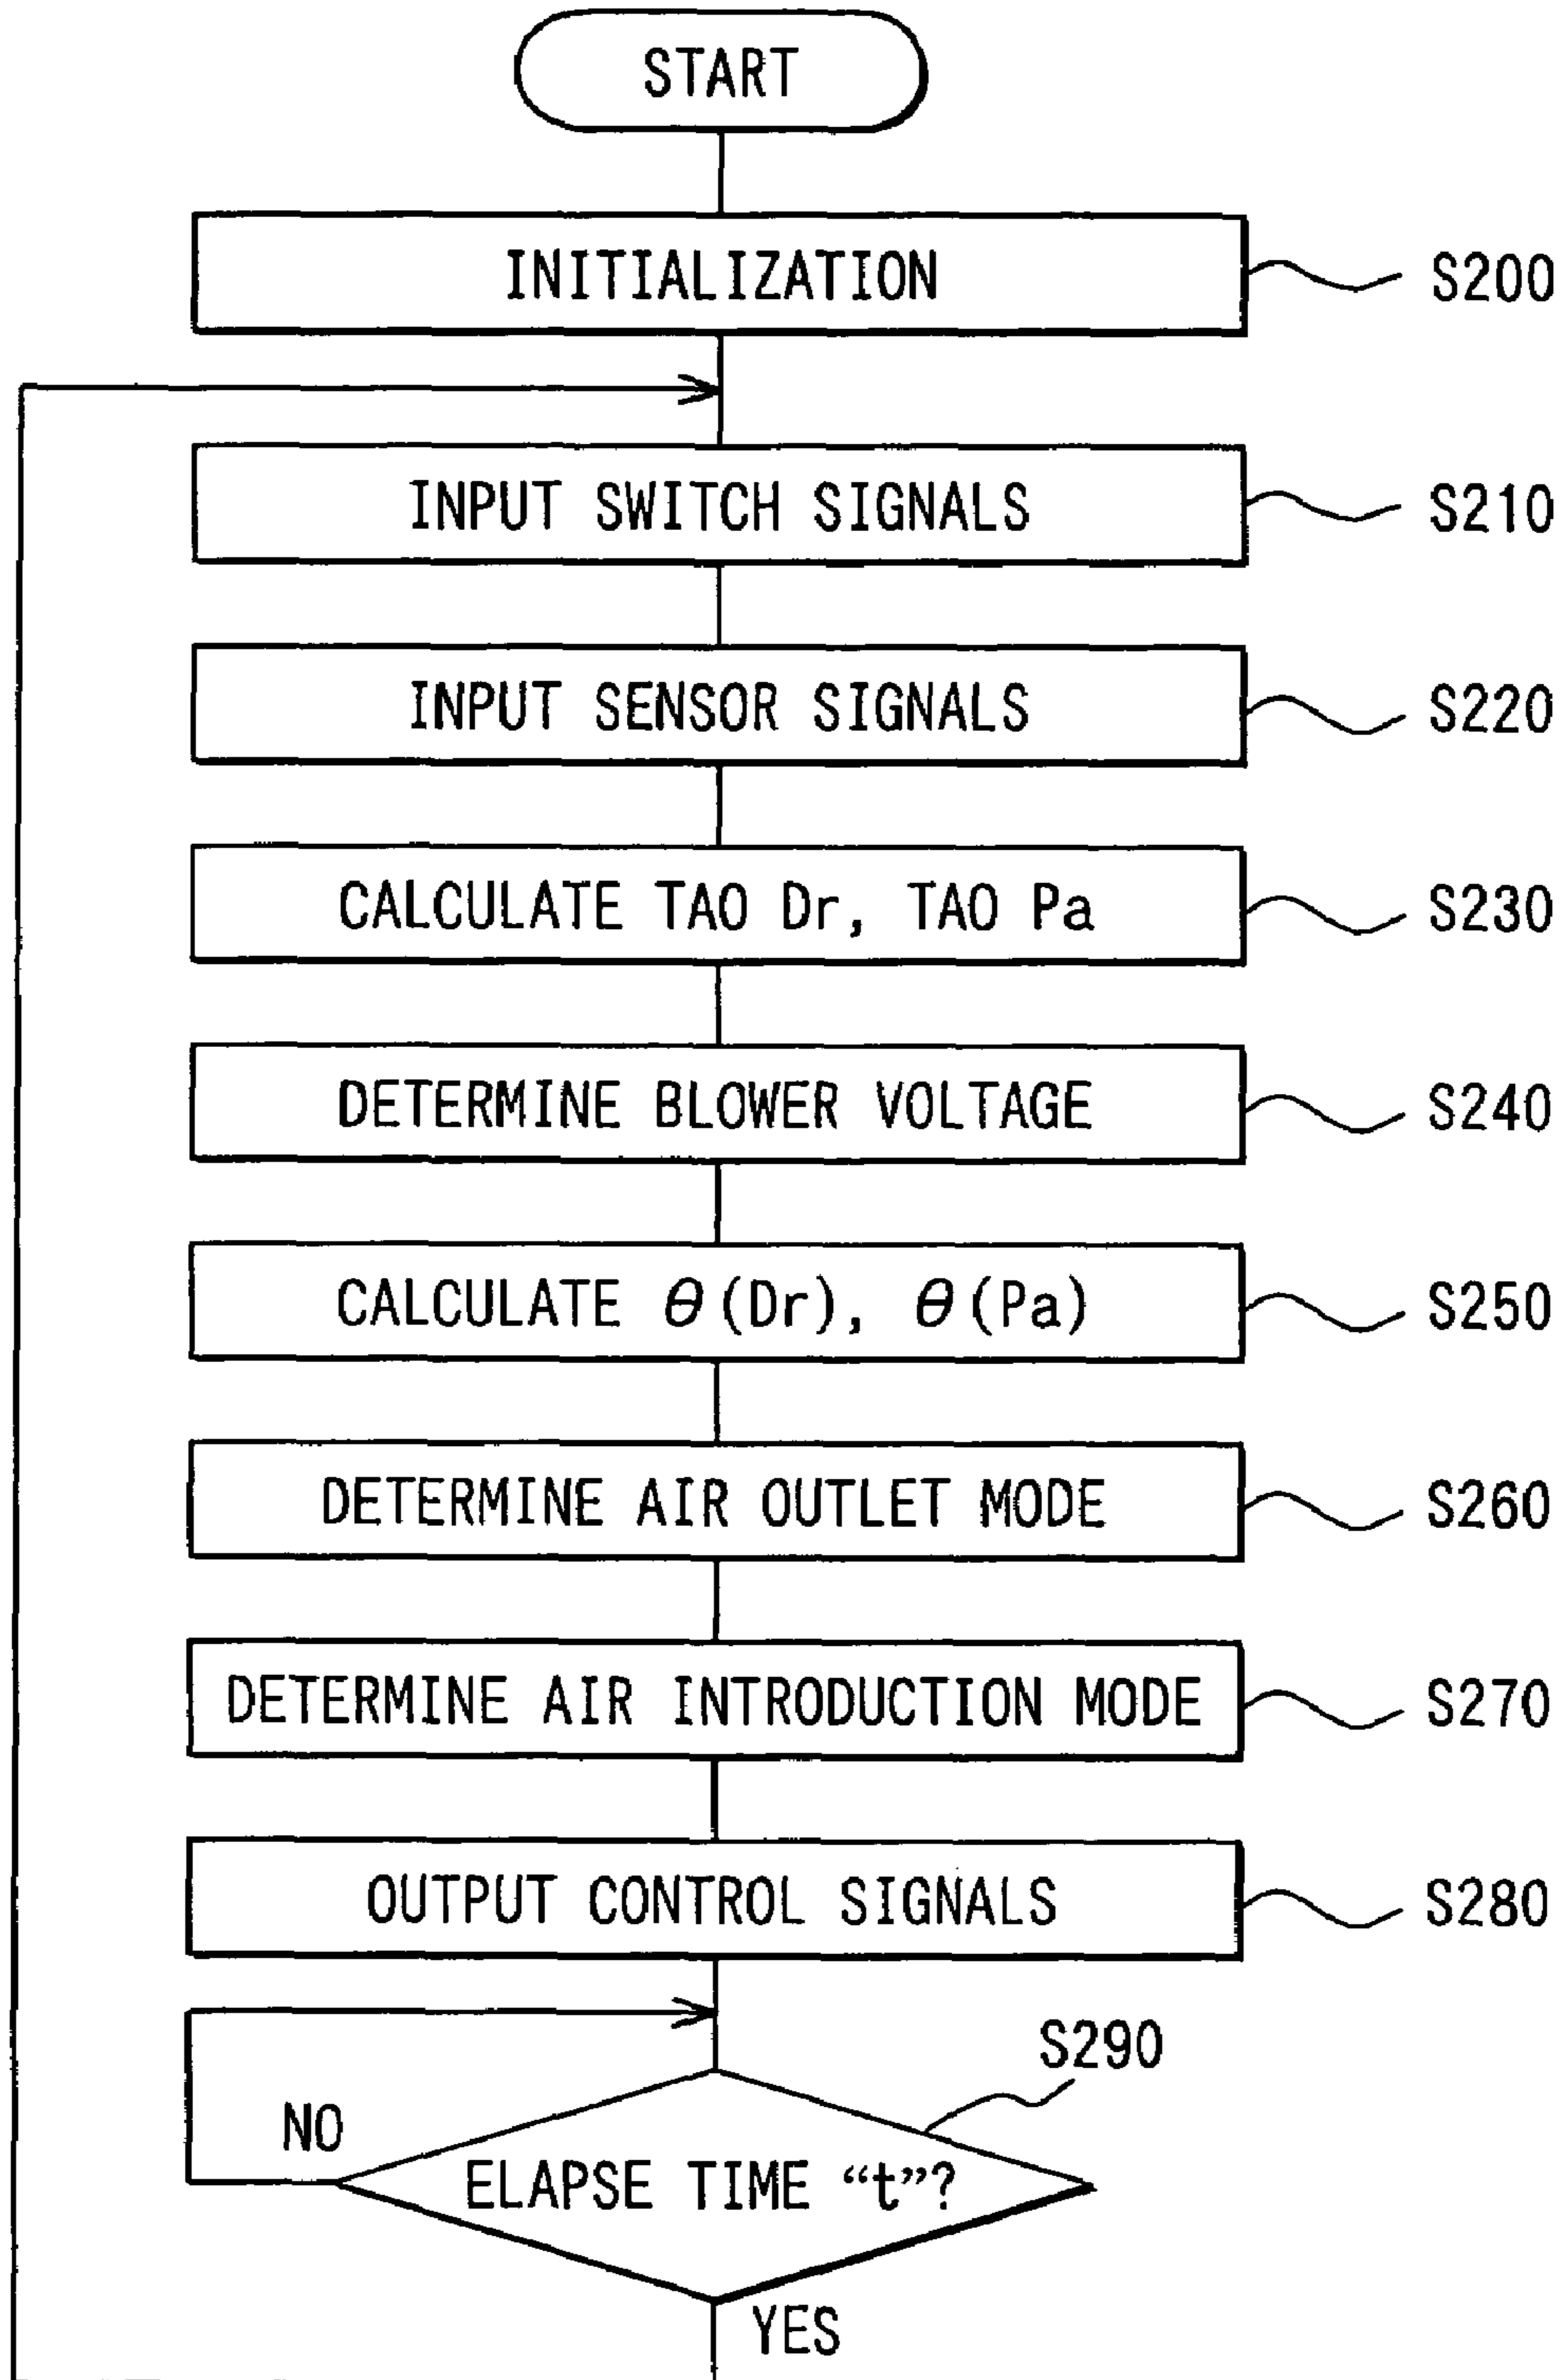 START
INITIALIZATION
S200
INPUT SWITCH SIGNALS
S210
INPUT SENSOR SIGNALS
S220
CALCULATE TAO Dr, TAO Pa
S230
DETERMINE BLOWER VOLTAGE
S240
CALCULATE θ(Dr), θ(Pa)
S250
DETERMINE AIR OUTLET MODE
S260
DETERMINE AIR INTRODUCTION MODE
S270
OUTPUT CONTROL SIGNALS
S280
S290
NO
ELAPSE TIME “t”?
YES